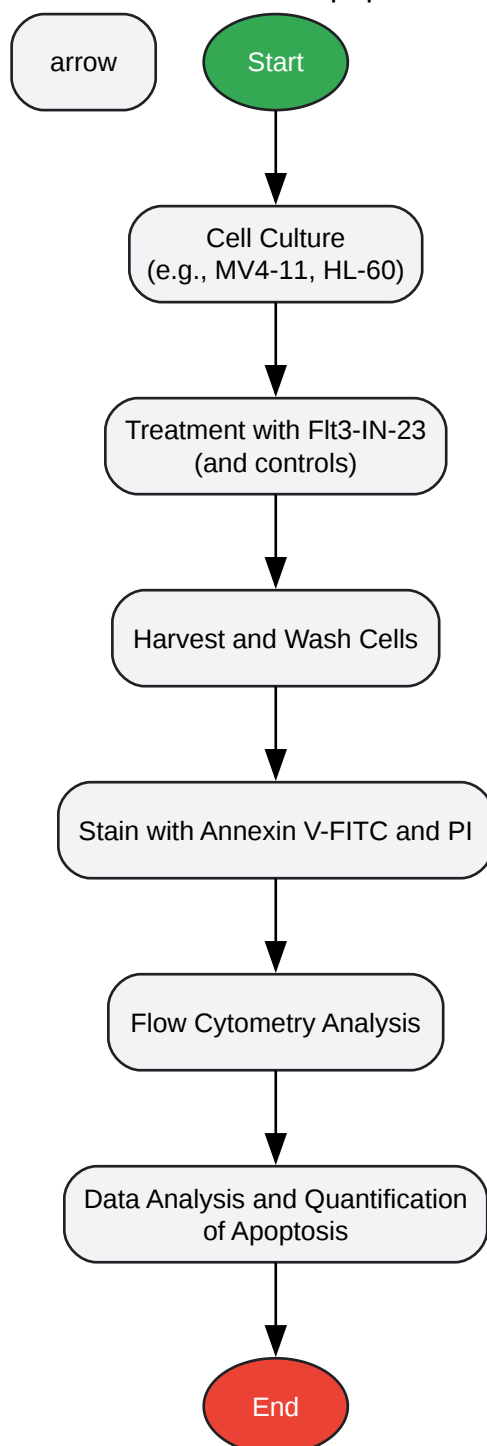 arrow
Start
Cell Culture
(e.g., MV4-11, HL-60)
Treatment with Flt3-IN-23
(and controls)
Harvest and Wash Cells
Stain with Annexin V-FITC and PI
Flow Cytometry Analysis
Data Analysis and Quantification
of Apoptosis
End